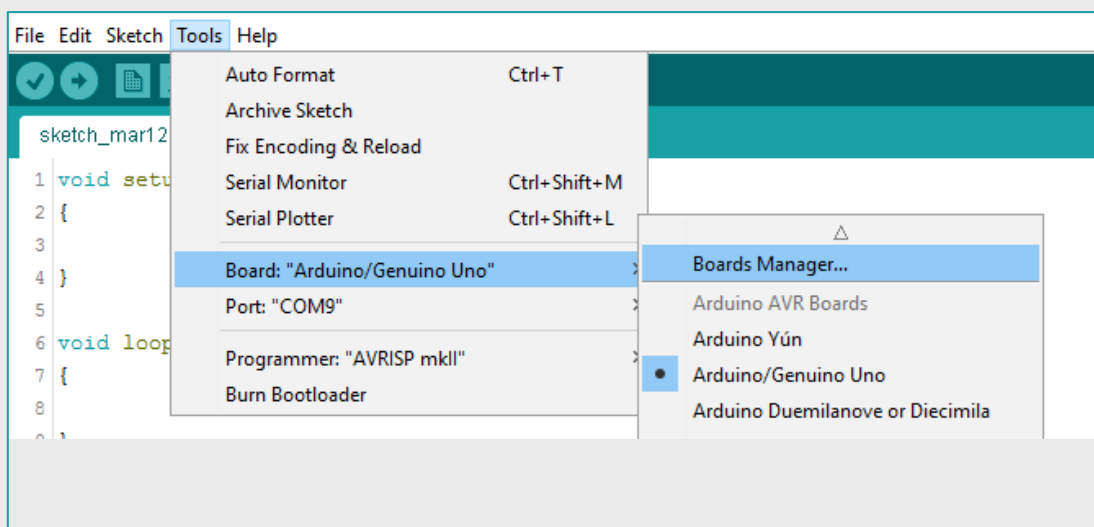 File Edit Sketch Tools Help
Auto Format Ctrl+T
Archive Sketch
sketch_mar12
Fix Encoding & Reload
1 void setu
Serial Monitor Ctrl+Shift+M
2 {
Serial Plotter Ctrl+Shift+L
3
Boards Manager...
4 }
Board: "Arduino/Genuino Uno"
5
Port: "COM9"
Arduino AVR Boards
6 void loop
Arduino Yún
Programmer: "AVRISP mkII"
7 {
Arduino/Genuino Uno
8
Burn Bootloader
Arduino Duemilanove or Diecimila